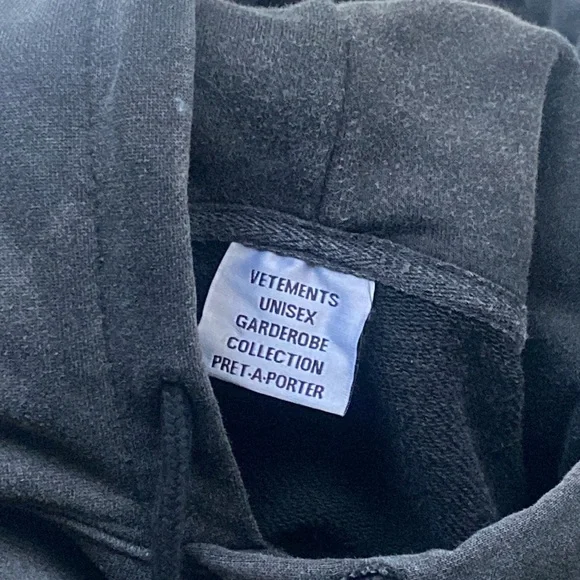 VETEMENTS
UNISEX
GARDEROBE
COLLECTION
PRET-A-PORTER